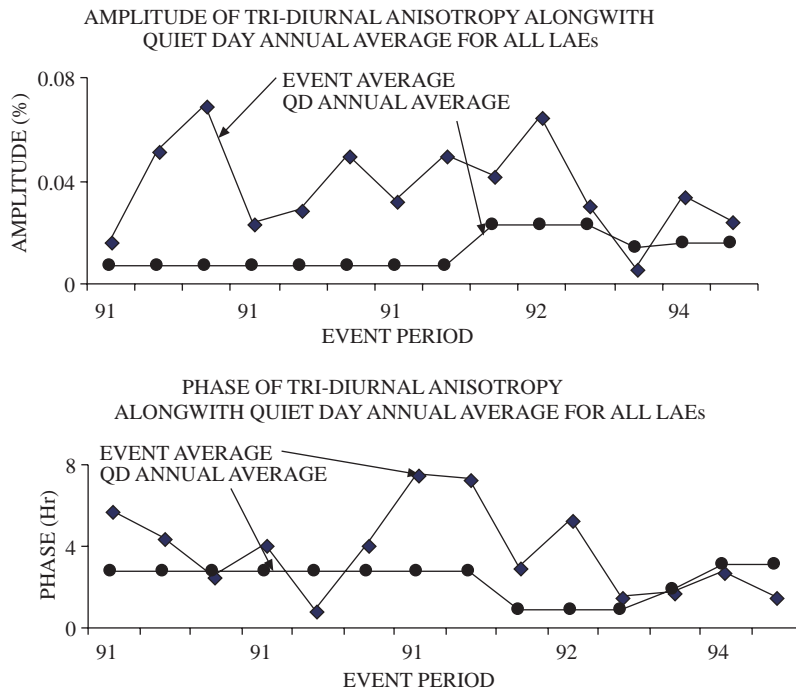 AMPLITUDE OF TRI-DIURNAL ANISOTROPY ALONGWITH
QUIET DAY ANNUAL AVERAGE FOR ALL LAEs
0.08
EVENT AVERAGE
QD ANNUAL AVERAGE
AMPLITUDE (%)
0.04
0
91 91 91 92 94
EVENT PERIOD
PHASE OF TRI-DIURNAL ANISOTROPY
ALONGWITH QUIET DAY ANNUAL AVERAGE FOR ALL LAEs
EVENT AVERAGE
8
QD ANNUAL AVERAGE
PHASE (Hr)
4
0
91 91 91 92 94
EVENT PERIOD